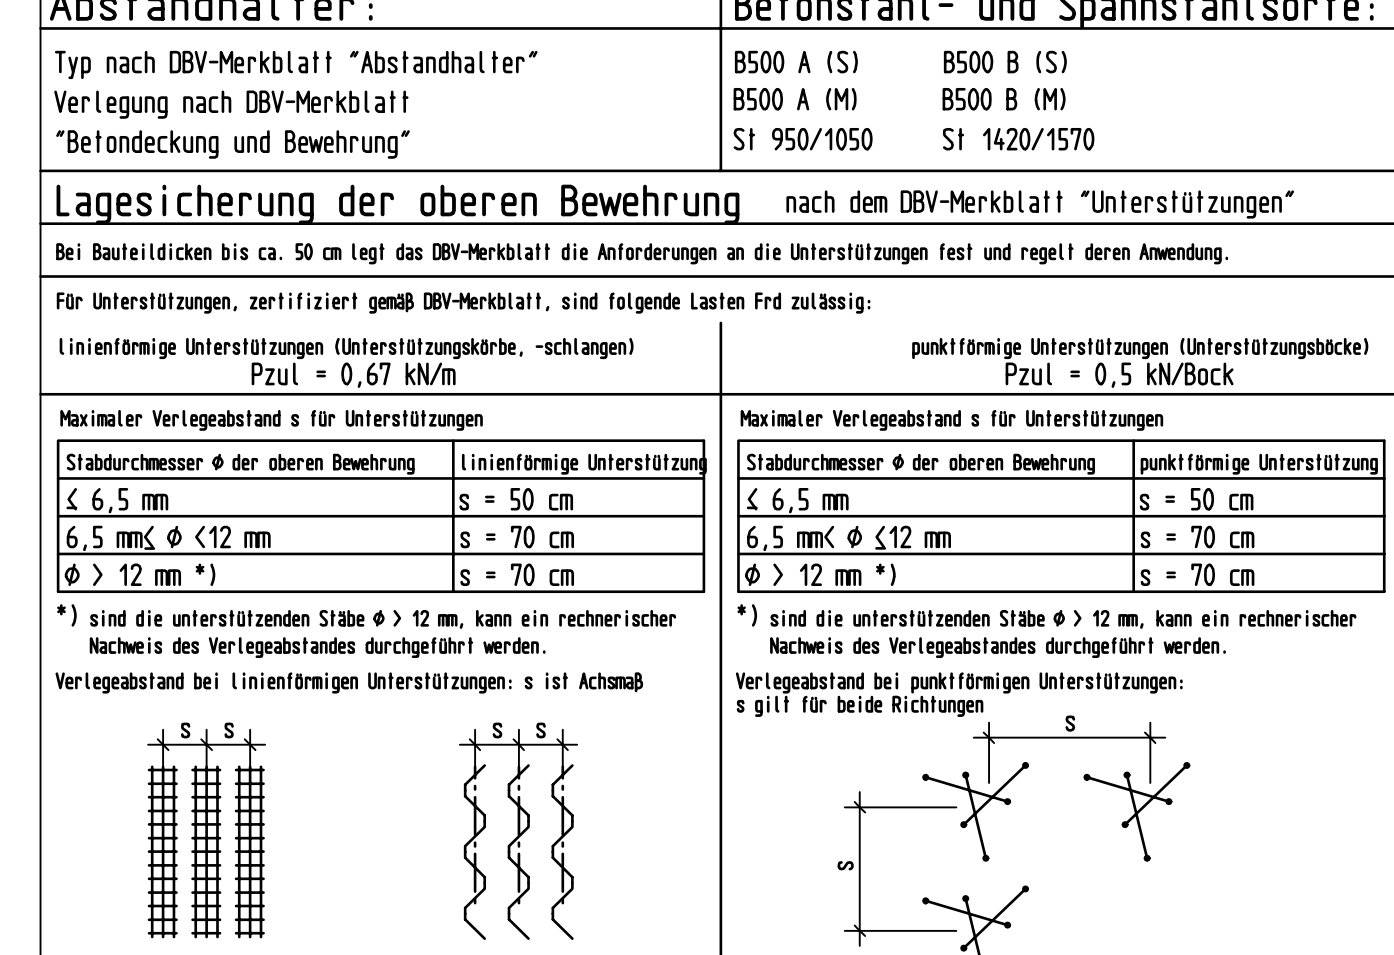 Abstandhalter:
Betonstahl- und Spannstahlsorte:
Typ nach DBV-Merkblatt "Abstandhalter"
Verlegung nach DBV-Merkblatt
"Betondeckung und Bewehrung"
B500 A (S) B500 B (S)
B500 A (M) B500 B (M)
St 950/1050 St 1420/1570
Lagesicherung der oberen Bewehrung nach dem DBV-Merkblatt "Unterstützungen"
Bei Bauteildicken bis ca. 50 cm legt das DBV-Merkblatt die Anforderungen an die Unterstützungen fest und regelt deren Anwendung.
Für Unterstützungen, zertifiziert gemäß DBV-Merkblatt, sind folgende Lasten Frd zulässig:
linienförmige Unterstützungen (Unterstützungskörbe, -schlangen)
Pzul = 0,67 kN/m
punktförmige Unterstützungen (Unterstützungsböcke)
Pzul = 0,5 kN/Bock
Maximaler Verlegeabstand s für Unterstützungen
Stabdurchmesser ϕ der oberen Bewehrung linienförmige Unterstützung
≤ 6,5 mm s = 50 cm
6,5 mm≤ ϕ <12 mm s = 70 cm
ϕ > 12 mm *) s = 70 cm
*) sind die unterstützenden Stäbe ϕ > 12 mm, kann ein rechnerischer
Nachweis des Verlegeabstandes durchgeführt werden.
Verlegeabstand bei linienförmigen Unterstützungen: s ist Achsmaß
s s
s s
Maximaler Verlegeabstand s für Unterstützungen
Stabdurchmesser ϕ der oberen Bewehrung punktförmige Unterstützung
≤ 6,5 mm s = 50 cm
6,5 mm< ϕ ≤12 mm s = 70 cm
ϕ > 12 mm *) s = 70 cm
*) sind die unterstützenden Stäbe ϕ > 12 mm, kann ein rechnerischer
Nachweis des Verlegeabstandes durchgeführt werden.
Verlegeabstand bei punktförmigen Unterstützungen:
s gilt für beide Richtungen
s
s